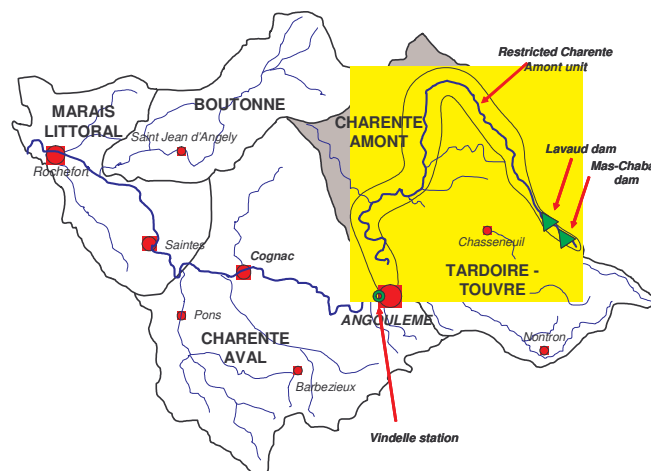 Restricted Charente
Amont unit
MARAIS
LITTORAL
BOUTONNE
CHARENTE
AMONT
Saint Jean d'Angely
Lavaud dam
Mas-Chaba
dam
Rochefort
Chasseneuil
Saintes
Cognac
TARDOIRE -
TOUVRE
ANGOULEME
Pons
CHARENTE
AVAL
Nontron
Barbezieux
Vindelle station